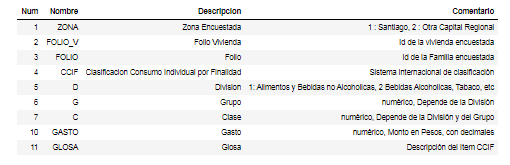 Num Nombre Descripcion Comentario
1 ZONA Zona Encuestada 1 : Santiago, 2 : Otra Capital Regional
2 FOLIO_V Folio Vivienda Id de la vivienda encuestada
3 FOLIO Folio Id de la Familia encuestada
4 CCIF Clasificacion Consumo Individual por Finalidad Sistema Internacional de clasificación
5 D Division 1: Alimentos y Bebidas no Alcoholicas, 2 Bebidas Alcoholicas, Tabaco, etc
6 G Grupo numérico, Depende de la División
7 C Clase numérico, Depende de la División y del Grupo
10 GASTO Gasto numérico, Monto en Pesos, con decimales
11 GLOSA Glosa Descripción del item CCIF